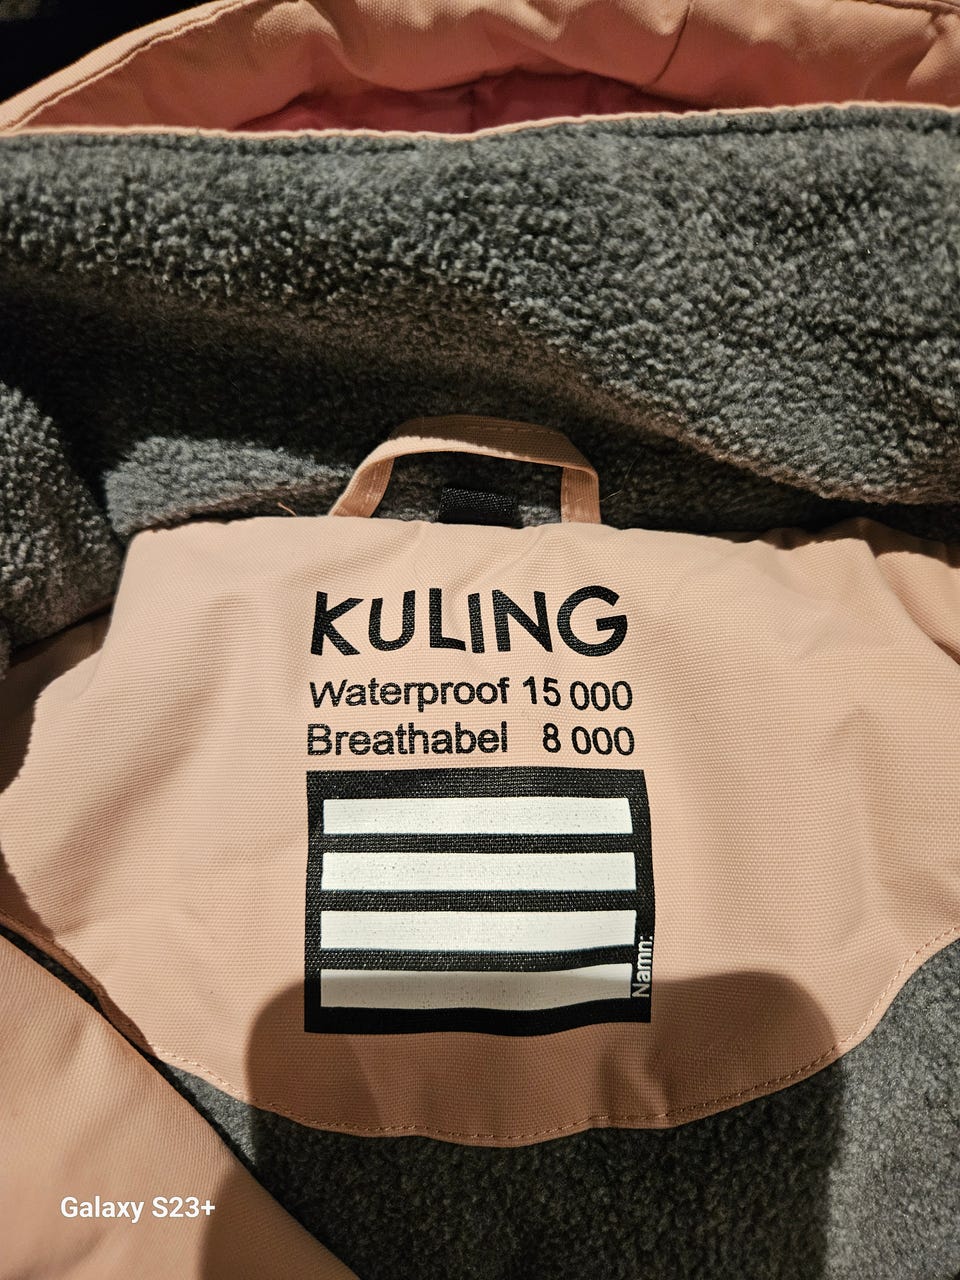 KULING
Waterproof 15 000
Breathabel 8 000
Namn:
Galaxy S23+